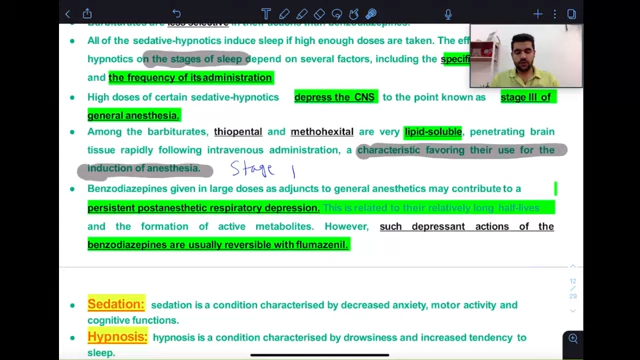 Barbiturates are less selective in their actions than benzodiazepines.
All of the sedative-hypnotics induce sleep if high enough doses are taken. The
hypnotics on the stages of sleep depend on several factors, including the
and the frequency of its administration.
High doses of certain sedative-hypnotics depress the CNS to the point known as stage III of
general anesthesia.
Among the barbiturates, thiopental and methohexital are very lipid-soluble, penetrating brain
tissue rapidly following intravenous administration, a characteristic favoring their use for the
induction of anesthesia. Stage I
Benzodiazepines given in large doses as adjuncts to general anesthetics may contribute to a
persistent postanesthetic respiratory depression. This is related to their relatively long half-lives
and the formation of active metabolites. However, such depressant actions of the
benzodiazepines are usually reversible with flumazenil.
12
29
Sedation: sedation is a condition characterised by decreased anxiety, motor activity and
cognitive functions.
Hypnosis: hypnosis is a condition characterised by drowsiness and increased tendency to
sleep.